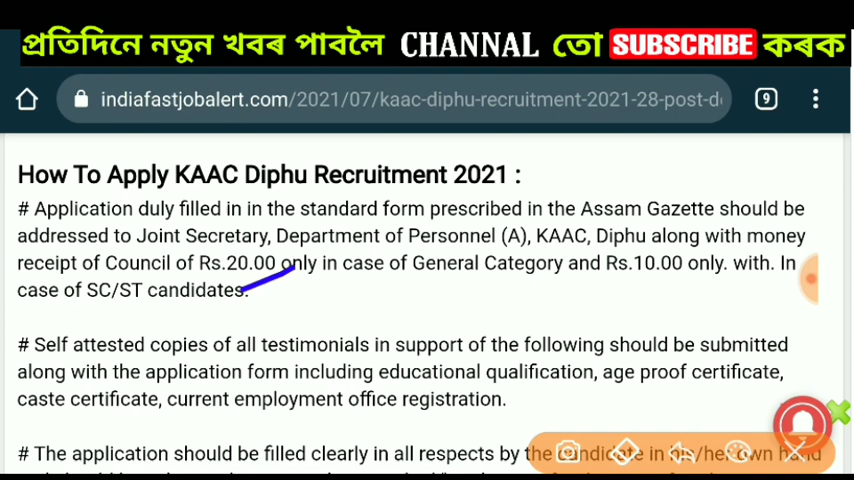 প্ৰতিদিনে নতুন খবৰ পাবলৈ CHANNAL তো SUBSCRIBE কৰক
indiafastjobalert.com/2021/07/kaac-diphu-recruitment-2021-28-post-d
9
How To Apply KAAC Diphu Recruitment 2021 :
# Application duly filled in in the standard form prescribed in the Assam Gazette should be
addressed to Joint Secretary, Department of Personnel (A), KAAC, Diphu along with money
receipt of Council of Rs.20.00 only in case of General Category and Rs.10.00 only. with. In
case of SC/ST candidates.
# Self attested copies of all testimonials in support of the following should be submitted
along with the application form including educational qualification, age proof certificate,
caste certificate, current employment office registration.
# The application should be filled clearly in all respects by the candidate in his/her own hand